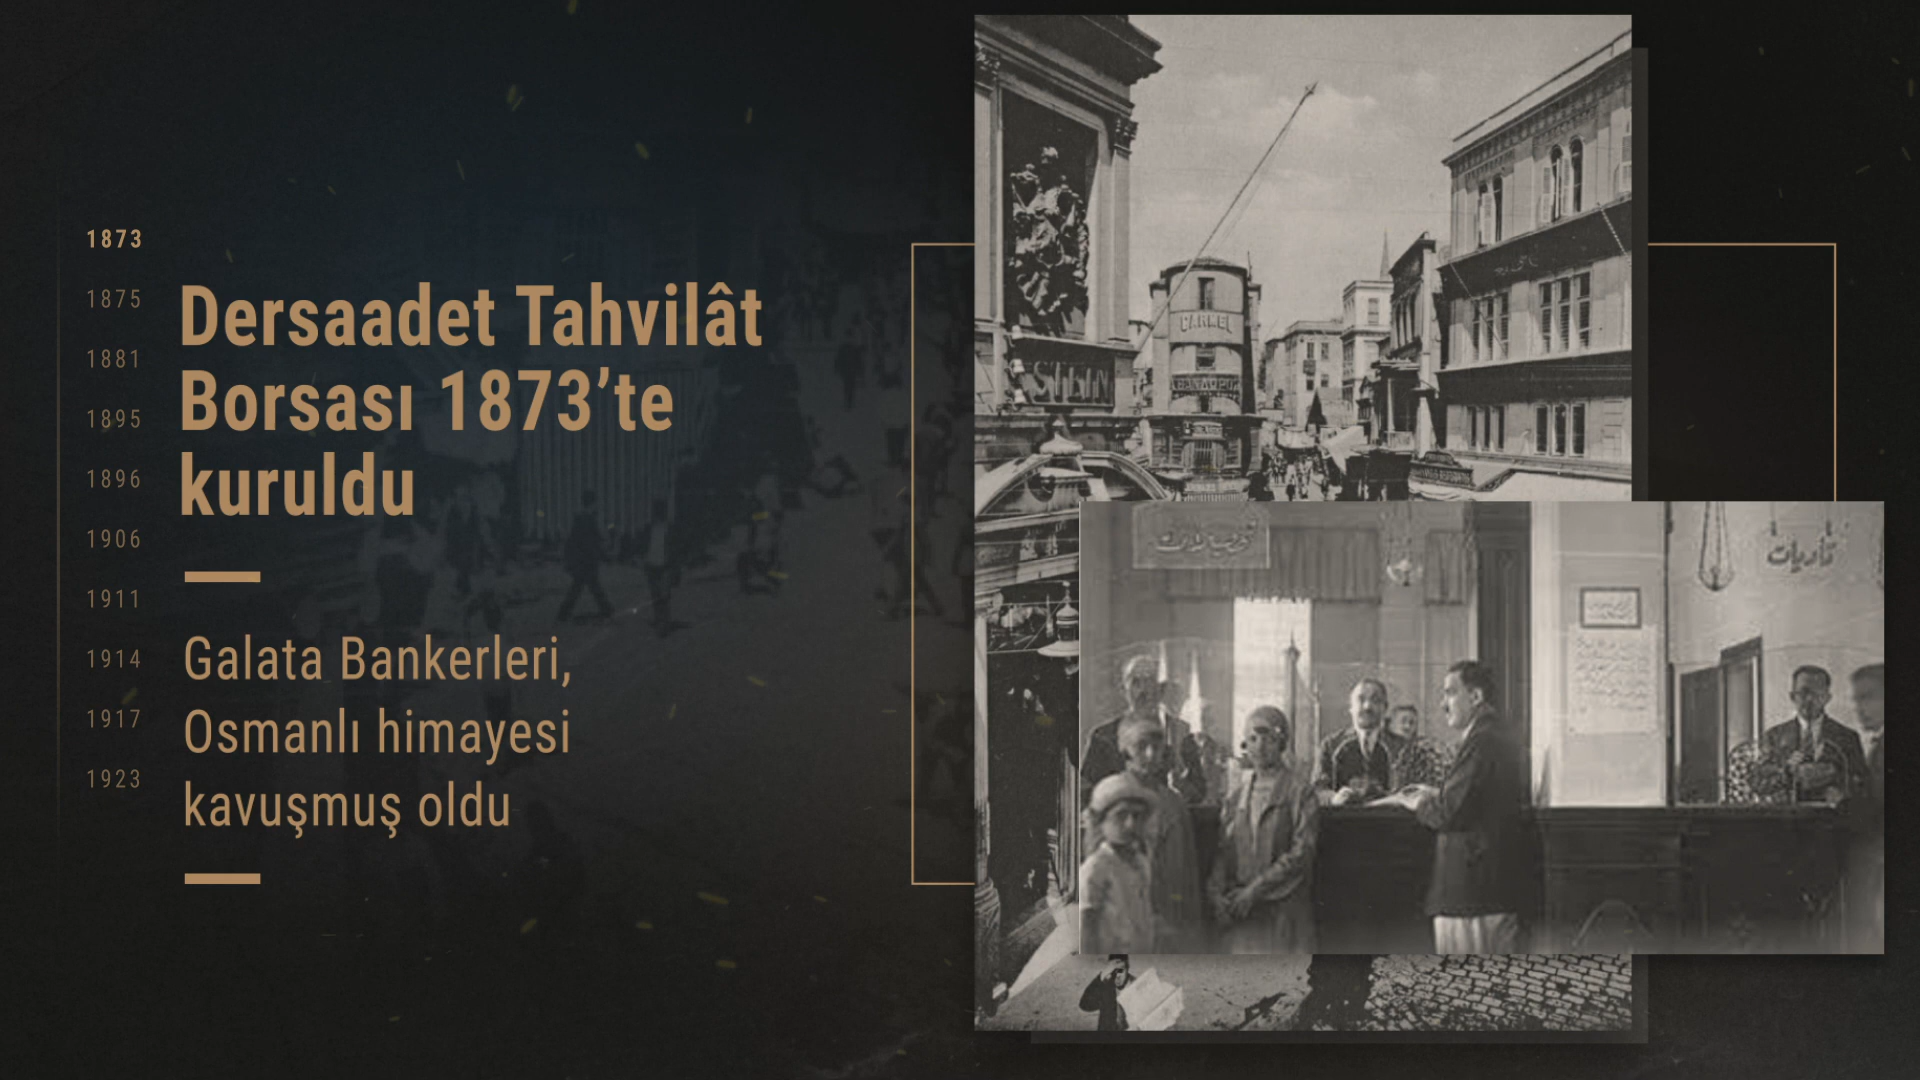 1873
1875
1881
1895
1896
1906
1911
1914
1917
1923
Dersaadet Tahvilât
Borsası 1873’te
kuruldu
Galata Bankerleri,
Osmanlı himayesi
kavuşmuş oldu
تأديات